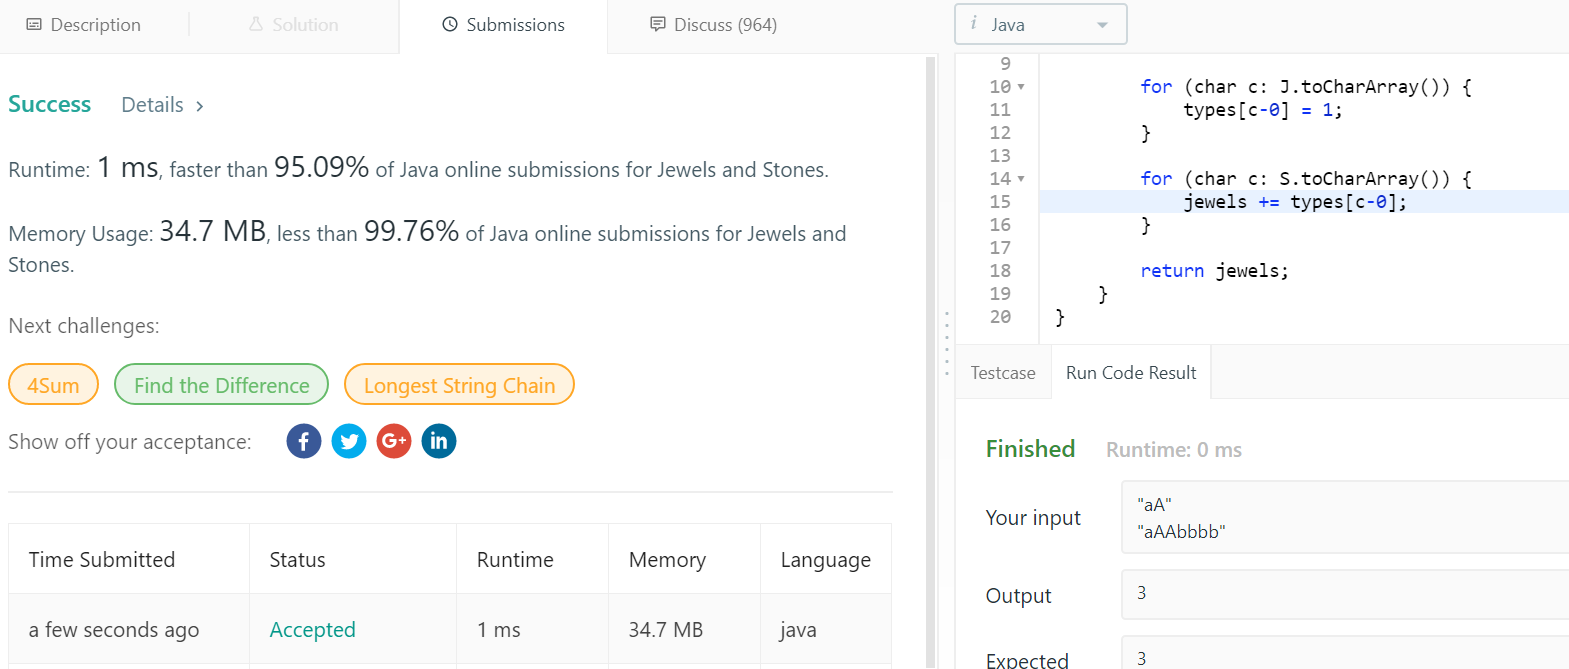 Description
Solution
Submissions
Discuss (964)
Success Details >
Runtime: 1 ms, faster than 95.09% of Java online submissions for Jewels and Stones.
Memory Usage: 34.7 MB, less than 99.76% of Java online submissions for Jewels and
Stones.
Next challenges:
4Sum
Find the Difference
Longest String Chain
Show off your acceptance: f G+ in
Time Submitted Status Runtime Memory Language
a few seconds ago Accepted 1 ms 34.7 MB java
i Java
9
10 for (char c: J.toCharArray()) {
11 types[c-0] = 1;
12 }
13
14 for (char c: S.toCharArray()) {
15 jewels += types[c-0];
16 }
17
18 return jewels;
19 }
20 }
Testcase
Run Code Result
Finished Runtime: 0 ms
Your input
"aA"
"aAAbbbb"
Output
3
Expected
3